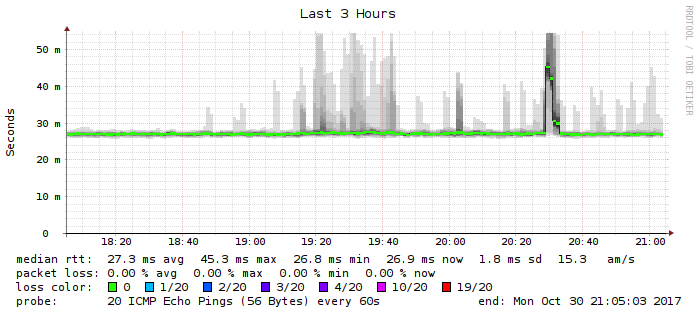 Last 3 Hours
RRDTOOL / TOBI OETIKER
Seconds
50 m
40 m
30 m
20 m
10 m
0
18:20 18:40 19:00 19:20 19:40 20:00 20:20 20:40 21:00
median rtt: 27.3 ms avg 45.3 ms max 26.8 ms min 26.9 ms now 1.8 ms sd 15.3 am/s
packet loss: 0.00 % avg 0.00 % max 0.00 % min 0.00 % now
loss color: 0 1/20 2/20 3/20 4/20 10/20 19/20
probe: 20 ICMP Echo Pings (56 Bytes) every 60s end: Mon Oct 30 21:05:03 2017